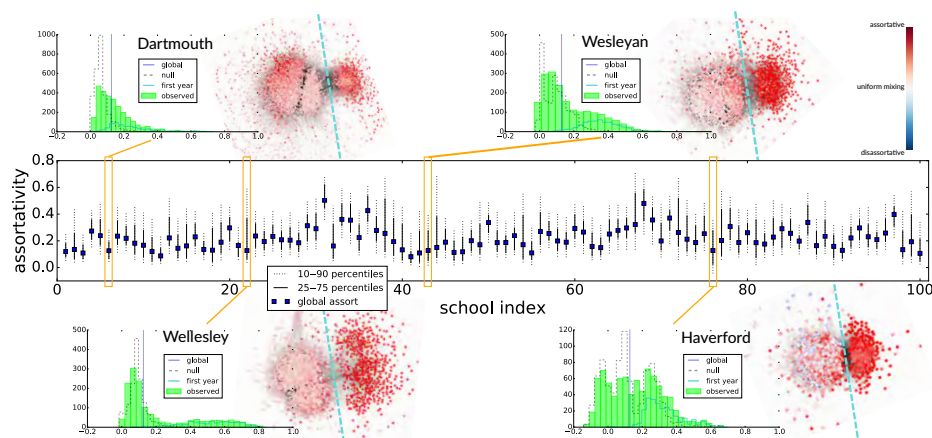 Dartmouth
1000
800
600
400
200
0
−0.2 0.0 0.2 0.4 0.6 0.8 1.0
global
null
first year
observed
Wesleyan
500
400
300
200
100
0
−0.2 0.0 0.2 0.4 0.6 0.8 1.0
global
null
first year
observed
assortative
uniform mixing
disassortative
assortativity
0.8
0.6
0.4
0.2
0.0
0 20 40 60 80 100
school index
10−90 percentiles
25−75 percentiles
global assort
Wellesley
500
400
300
200
100
0
−0.2 0.0 0.2 0.4 0.6 0.8 1.0
global
null
first year
observed
Haverford
120
100
80
60
40
20
0
−0.2 0.0 0.2 0.4 0.6 0.8 1.0
global
null
first year
observed